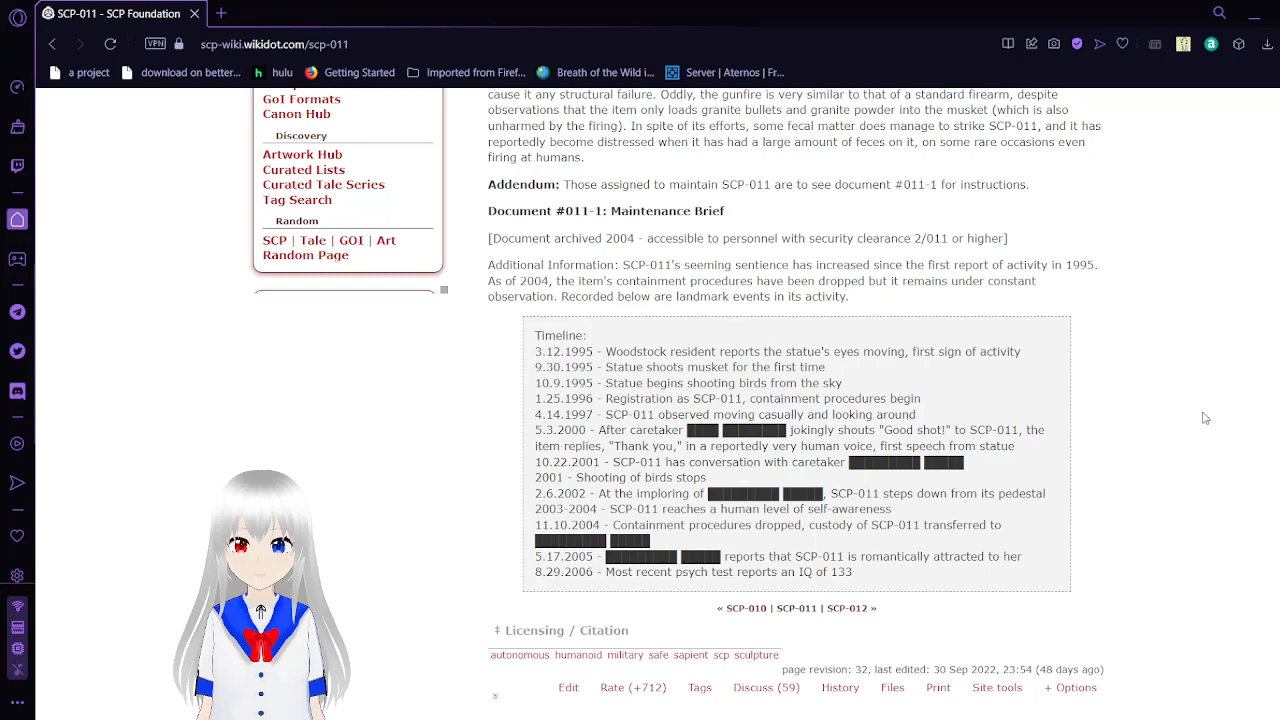 SCP-011 - SCP Foundation
VPN
scp-wiki.wikidot.com/scp-011
a project
download on better...
hulu
Getting Started
Imported from Firef...
Breath of the Wild i...
Server | Aternos | Fr...
GoI Formats
Canon Hub
Discovery
Artwork Hub
Curated Lists
Curated Tale Series
Tag Search
Random
SCP | Tale | GOI | Art
Random Page
cause it any structural failure. Oddly, the gunfire is very similar to that of a standard firearm, despite
observations that the item only loads granite bullets and granite powder into the musket (which is also
unharmed by the firing). In spite of its efforts, some fecal matter does manage to strike SCP-011, and it has
reportedly become distressed when it has had a large amount of feces on it, on some rare occasions even
firing at humans.
Addendum: Those assigned to maintain SCP-011 are to see document #011-1 for instructions.
Document #011-1: Maintenance Brief
[Document archived 2004 - accessible to personnel with security clearance 2/011 or higher]
Additional Information: SCP-011's seeming sentience has increased since the first report of activity in 1995.
As of 2004, the item's containment procedures have been dropped but it remains under constant
observation. Recorded below are landmark events in its activity.
Timeline:
3.12.1995 - Woodstock resident reports the statue's eyes moving, first sign of activity
9.30.1995 - Statue shoots musket for the first time
10.9.1995 - Statue begins shooting birds from the sky
1.25.1996 - Registration as SCP-011, containment procedures begin
4.14.1997 - SCP-011 observed moving casually and looking around
5.3.2000 - After caretaker ████ ████████ jokingly shouts "Good shot!" to SCP-011, the
item replies, "Thank you," in a reportedly very human voice, first speech from statue
10.22.2001 - SCP-011 has conversation with caretaker █████████ █████
2001 - Shooting of birds stops
2.6.2002 - At the imploring of █████████ █████, SCP-011 steps down from its pedestal
2003-2004 - SCP-011 reaches a human level of self-awareness
11.10.2004 - Containment procedures dropped, custody of SCP-011 transferred to
█████████ █████
5.17.2005 - █████████ █████ reports that SCP-011 is romantically attracted to her
8.29.2006 - Most recent psych test reports an IQ of 133
« SCP-010 | SCP-011 | SCP-012 »
‡ Licensing / Citation
autonomous humanoid military safe sapient scp sculpture
page revision: 32, last edited: 30 Sep 2022, 23:54 (48 days ago)
Edit Rate (+712) Tags Discuss (59) History Files Print Site tools + Options